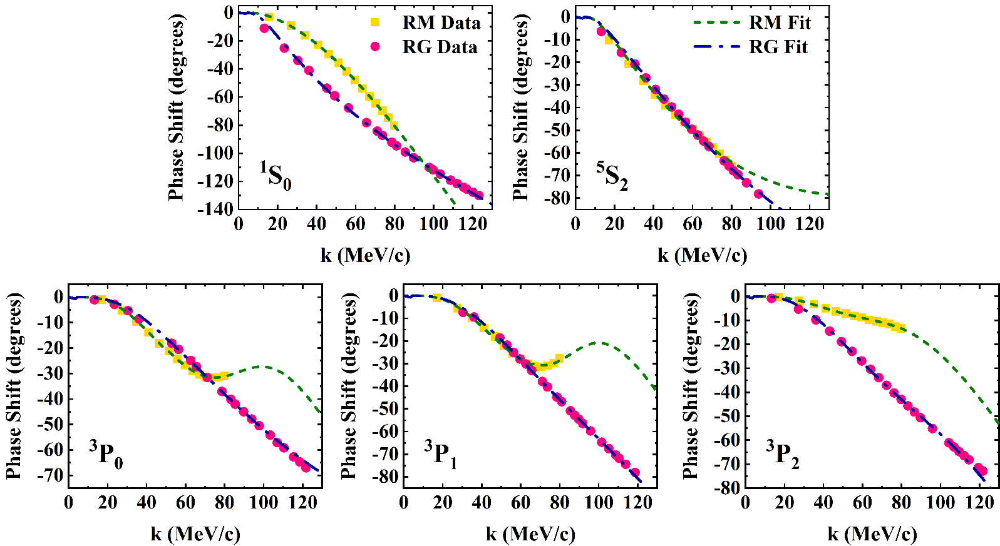 0
-20
-40
-60
-80
-100
-120
-140
Phase Shift (degrees)
RM Data
RG Data
¹S₀
0 20 40 60 80 100 120
k (MeV/c)
0
-10
-20
-30
-40
-50
-60
-70
-80
Phase Shift (degrees)
RM Fit
RG Fit
⁵S₂
0 20 40 60 80 100 120
k (MeV/c)
0
-10
-20
-30
-40
-50
-60
-70
Phase Shift (degrees)
³P₀
0 20 40 60 80 100 120
k (MeV/c)
0
-10
-20
-30
-40
-50
-60
-70
-80
Phase Shift (degrees)
³P₁
0 20 40 60 80 100 120
k (MeV/c)
0
-10
-20
-30
-40
-50
-60
-70
-80
Phase Shift (degrees)
³P₂
0 20 40 60 80 100 120
k (MeV/c)